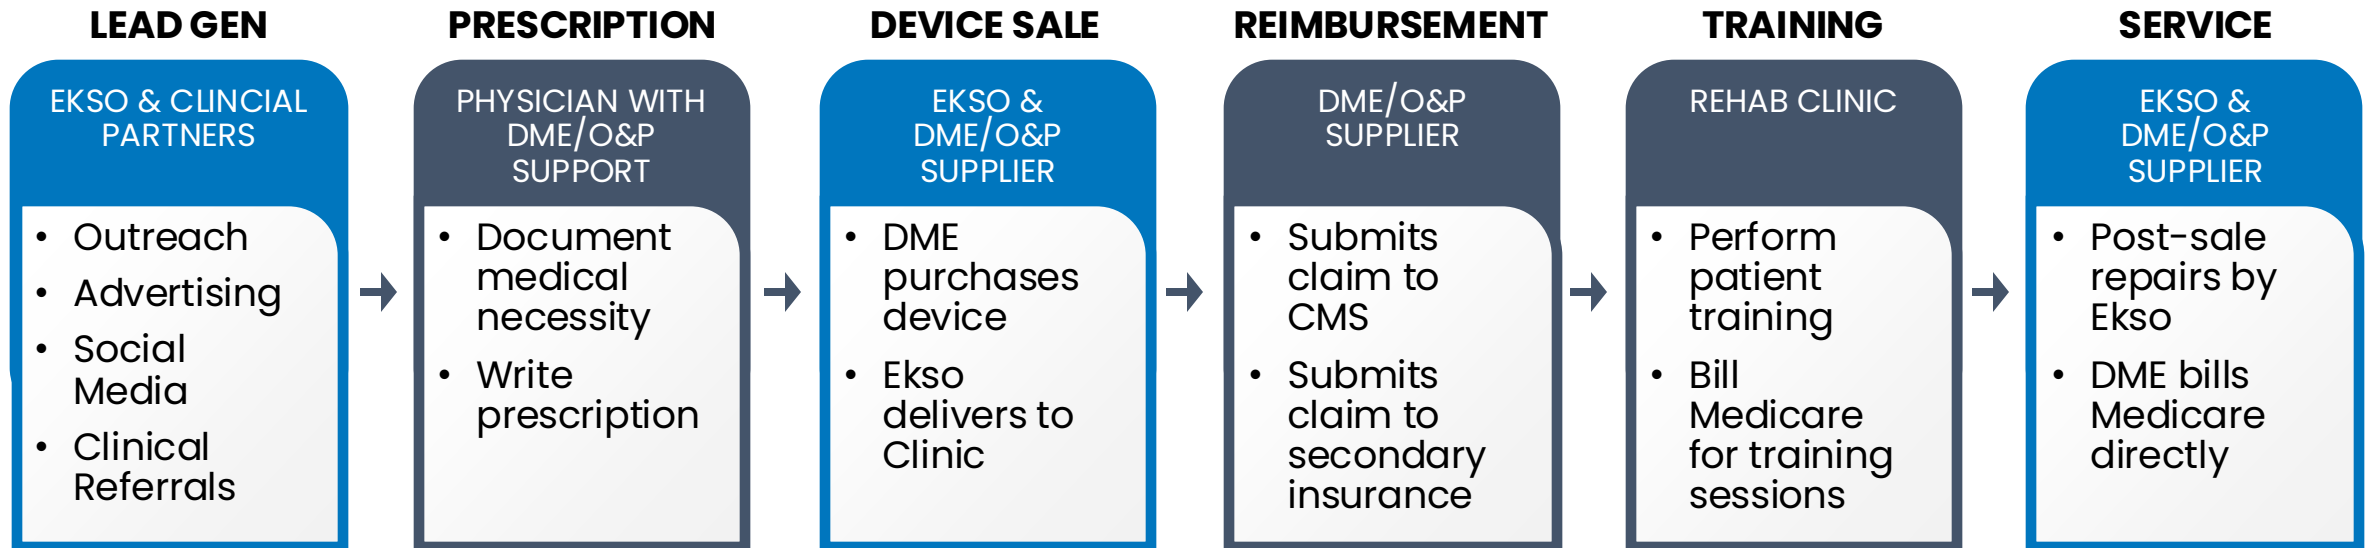 LEAD GEN
EKSO & CLINCIAL
PARTNERS
• Outreach
• Advertising
• Social
Media
• Clinical
Referrals
PRESCRIPTION
PHYSICIAN WITH
DME/O&P
SUPPORT
• Document
medical
necessity
• Write
prescription
DEVICE SALE
EKSO &
DME/O&P
SUPPLIER
• DME
purchases
device
• Ekso
delivers to
Clinic
REIMBURSEMENT
DME/O&P
SUPPLIER
• Submits
claim to
CMS
• Submits
claim to
secondary
insurance
TRAINING
REHAB CLINIC
• Perform
patient
training
• Bill
Medicare
for training
sessions
SERVICE
EKSO &
DME/O&P
SUPPLIER
• Post-sale
repairs by
Ekso
• DME bills
Medicare
directly